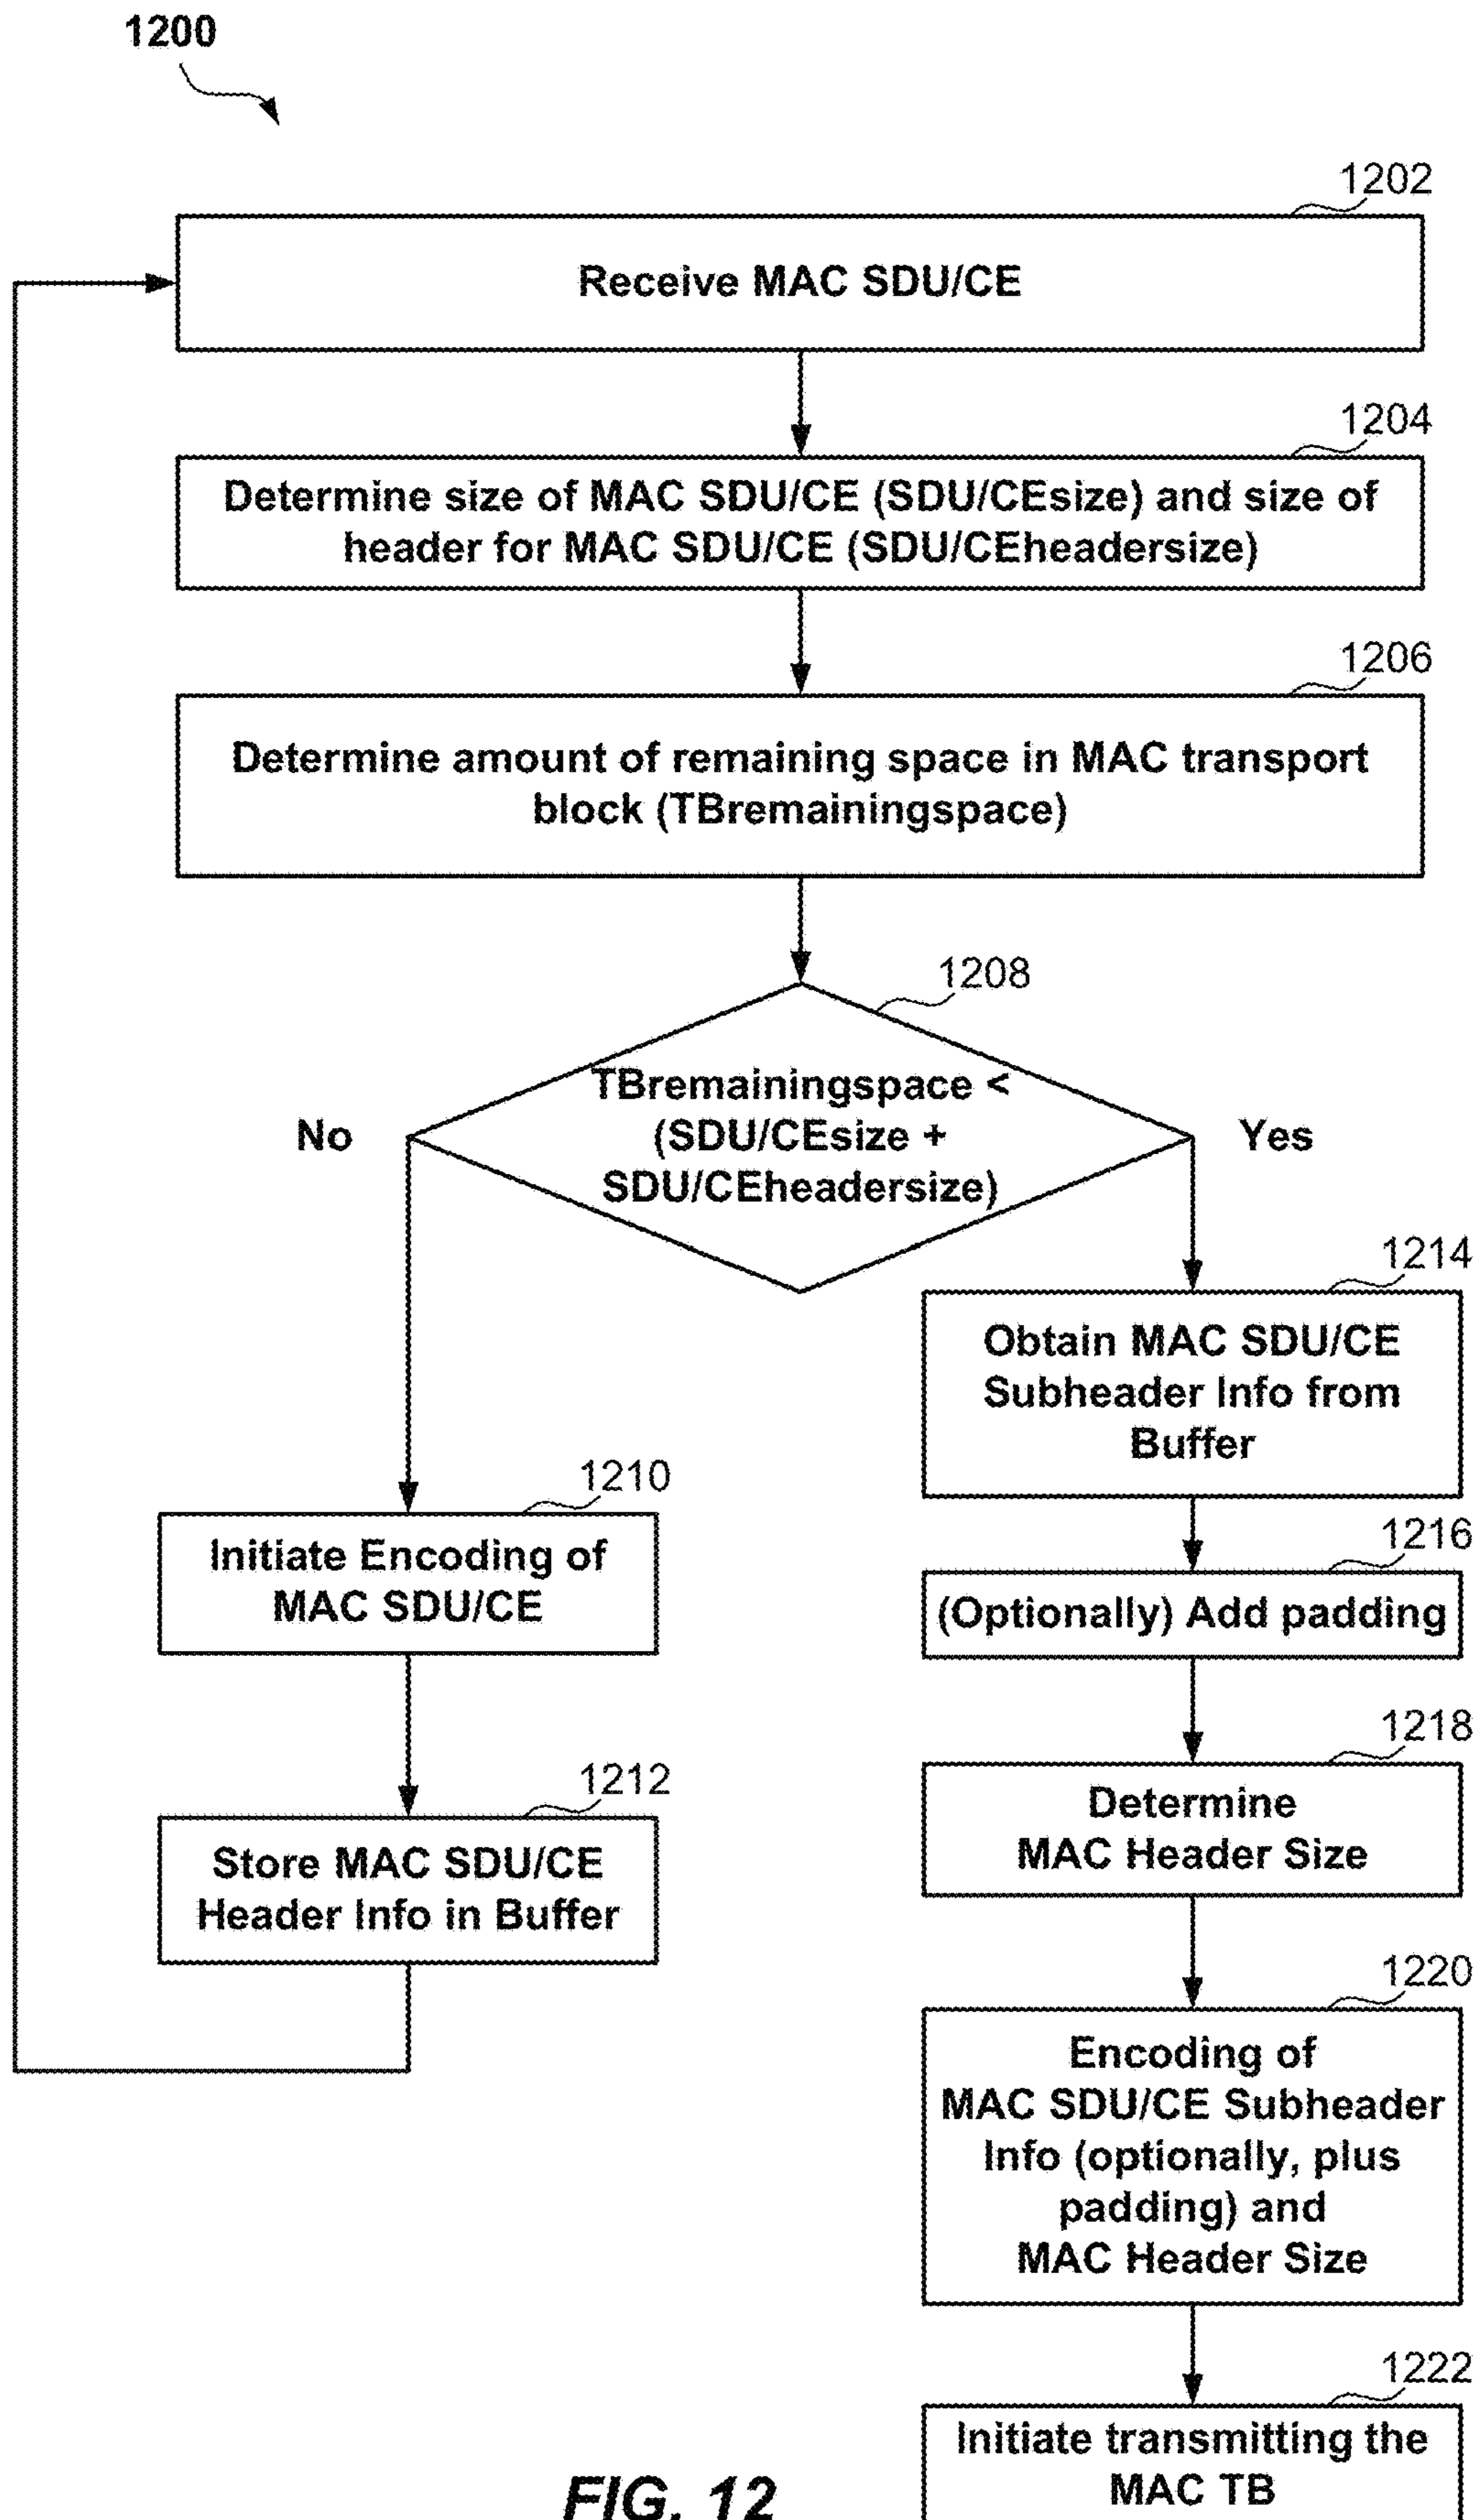 1200
1202
Receive MAC SDU/CE
1204
Determine size of MAC SDU/CE (SDU/CEsize) and size of
header for MAC SDU/CE (SDU/CEheadersize)
1206
Determine amount of remaining space in MAC transport
block (TBremainingspace)
1208
TBremainingspace <
(SDU/CEsize +
SDU/CEheadersize)
No
Yes
1210
Initiate Encoding of
MAC SDU/CE
1212
Store MAC SDU/CE
Header Info in Buffer
1214
Obtain MAC SDU/CE
Subheader Info from
Buffer
1216
(Optionally) Add padding
1218
Determine
MAC Header Size
1220
Encoding of
MAC SDU/CE Subheader
Info (optionally, plus
padding) and
MAC Header Size
1222
Initiate transmitting the
MAC TB
FIG. 12